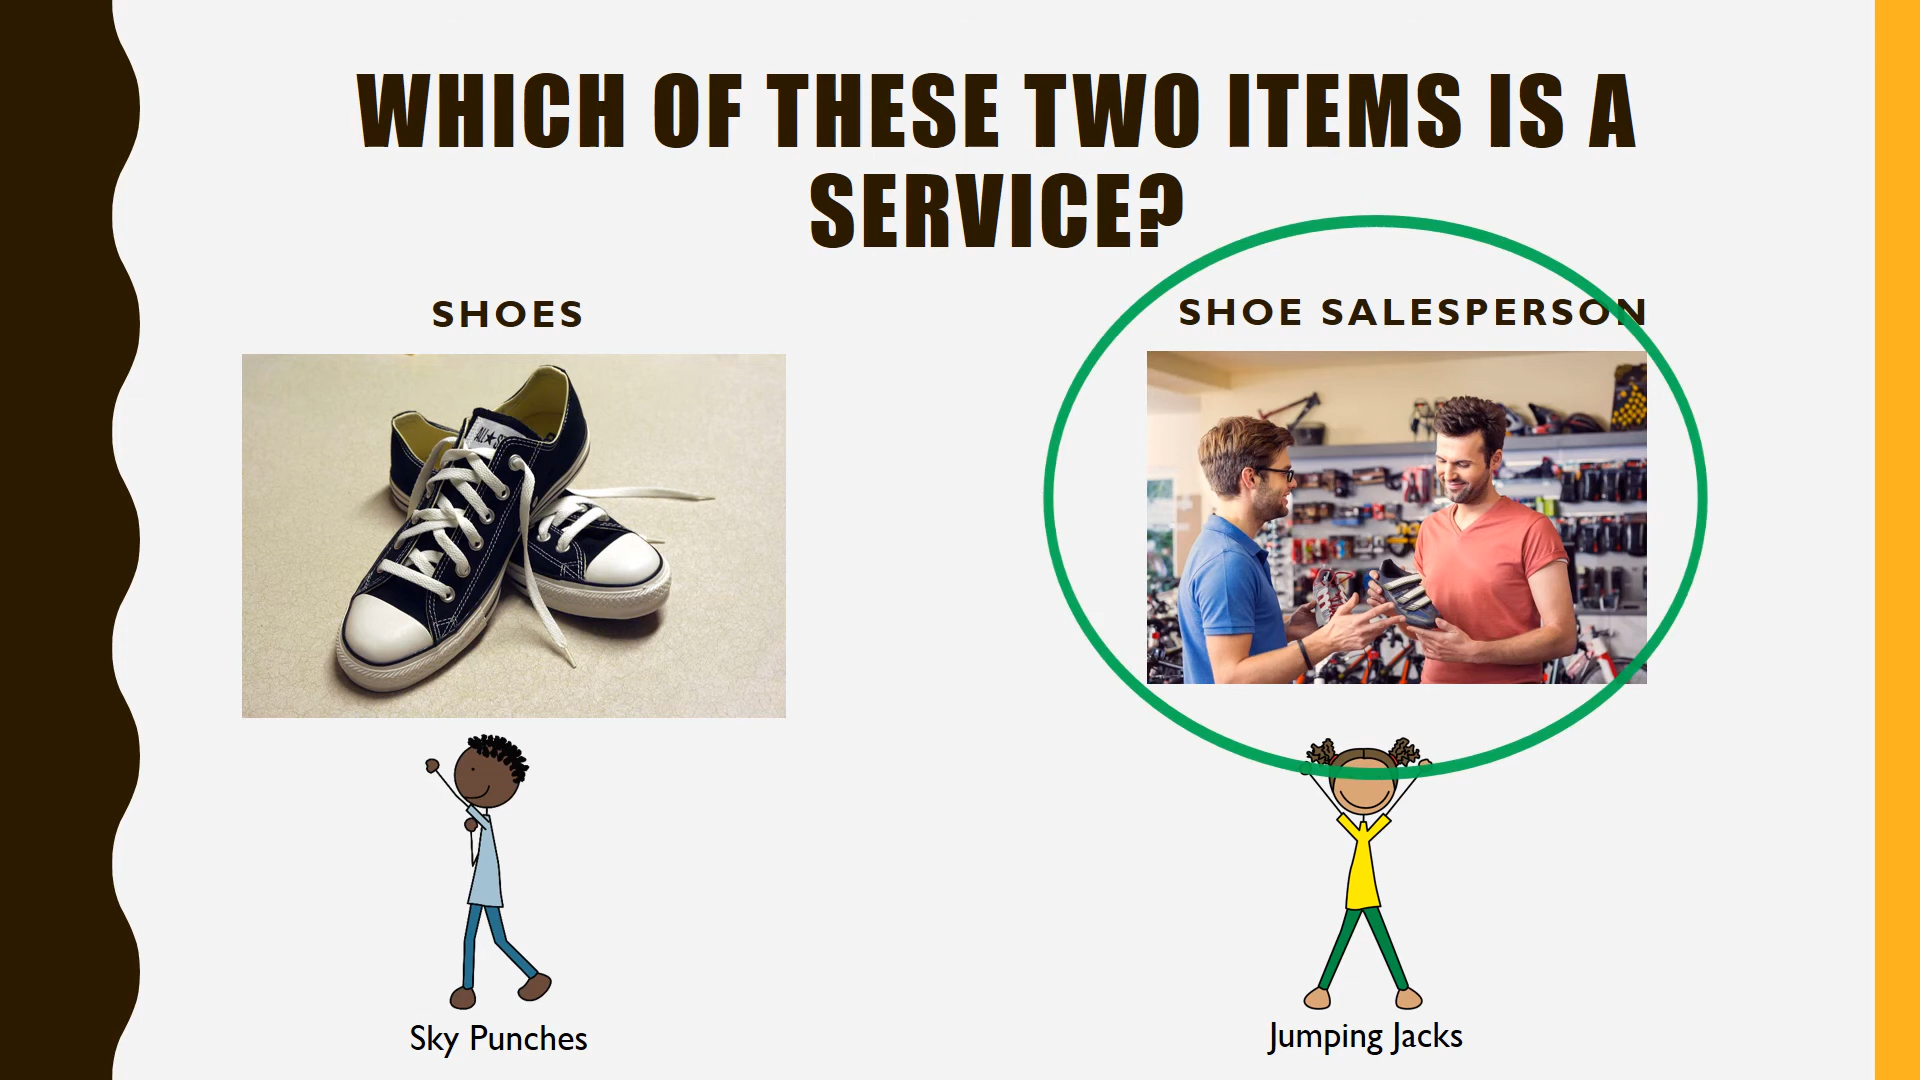 WHICH OF THESE TWO ITEMS IS A
SERVICE?
SHOES
SHOE SALESPERSON
Sky Punches
Jumping Jacks